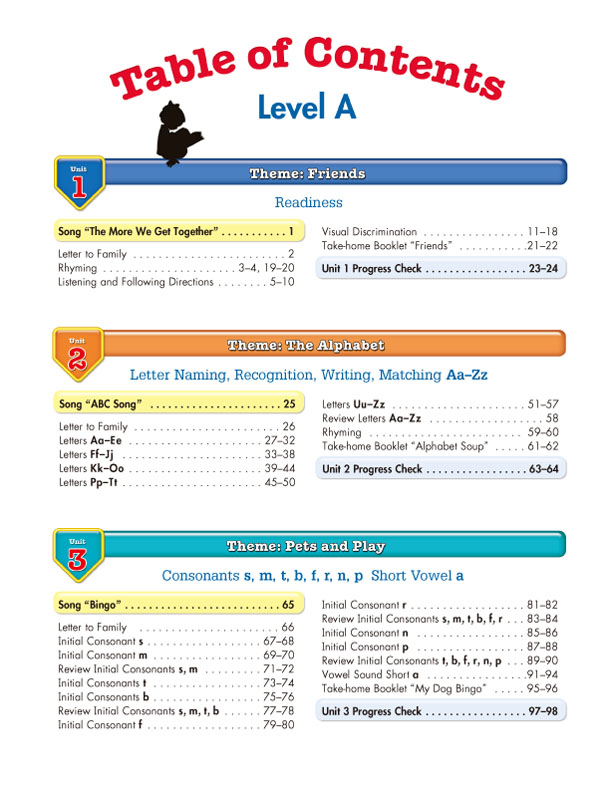 Table of Contents
Level A
Unit
1
Theme: Friends
Readiness
Song “The More We Get Together” . . . . . . . . . . . 1
Letter to Family . . . . . . . . . . . . . . . . . . . . . . . 2
Rhyming . . . . . . . . . . . . . . . . . . . . 3–4, 19–20
Listening and Following Directions . . . . . . . . 5–10
Visual Discrimination . . . . . . . . . . . . . . . 11–18
Take-home Booklet “Friends” . . . . . . . . . . . 21–22
Unit 1 Progress Check . . . . . . . . . . . . . . . . . 23–24
Unit
2
Theme: The Alphabet
Letter Naming, Recognition, Writing, Matching Aa–Zz
Song “ABC Song” . . . . . . . . . . . . . . . . . . . . . . 25
Letter to Family . . . . . . . . . . . . . . . . . . . . . . 26
Letters Aa–Ee . . . . . . . . . . . . . . . . . . . . . 27–32
Letters Ff–Jj . . . . . . . . . . . . . . . . . . . . . . 33–38
Letters Kk–Oo . . . . . . . . . . . . . . . . . . . . . 39–44
Letters Pp–Tt . . . . . . . . . . . . . . . . . . . . . 45–50
Letters Uu–Zz . . . . . . . . . . . . . . . . . . . . 51–57
Review Letters Aa–Zz . . . . . . . . . . . . . . . . . . 58
Rhyming . . . . . . . . . . . . . . . . . . . . . . . 59–60
Take-home Booklet “Alphabet Soup” . . . . . 61–62
Unit 2 Progress Check . . . . . . . . . . . . . . . . . 63–64
Unit
3
Theme: Pets and Play
Consonants s, m, t, b, f, r, n, p Short Vowel a
Song “Bingo” . . . . . . . . . . . . . . . . . . . . . . . . . . 65
Letter to Family . . . . . . . . . . . . . . . . . . . . . . 66
Initial Consonant s . . . . . . . . . . . . . . . . . . 67–68
Initial Consonant m . . . . . . . . . . . . . . . . . . 69–70
Review Initial Consonants s, m . . . . . . . . . . 71–72
Initial Consonant t . . . . . . . . . . . . . . . . . . 73–74
Initial Consonant b . . . . . . . . . . . . . . . . . . 75–76
Review Initial Consonants s, m, t, b . . . . . . . 77–78
Initial Consonant f . . . . . . . . . . . . . . . . . . 79–80
Initial Consonant r . . . . . . . . . . . . . . . . . . 81–82
Review Initial Consonants s, m, t, b, f, r . . . 83–84
Initial Consonant n . . . . . . . . . . . . . . . . . . 85–86
Initial Consonant p . . . . . . . . . . . . . . . . . . 87–88
Review Initial Consonants t, b, f, r, n, p . . . 89–90
Vowel Sound Short a . . . . . . . . . . . . . . . . .91–94
Take-home Booklet “My Dog Bingo” . . . . . 95–96
Unit 3 Progress Check . . . . . . . . . . . . . . . . . 97–98